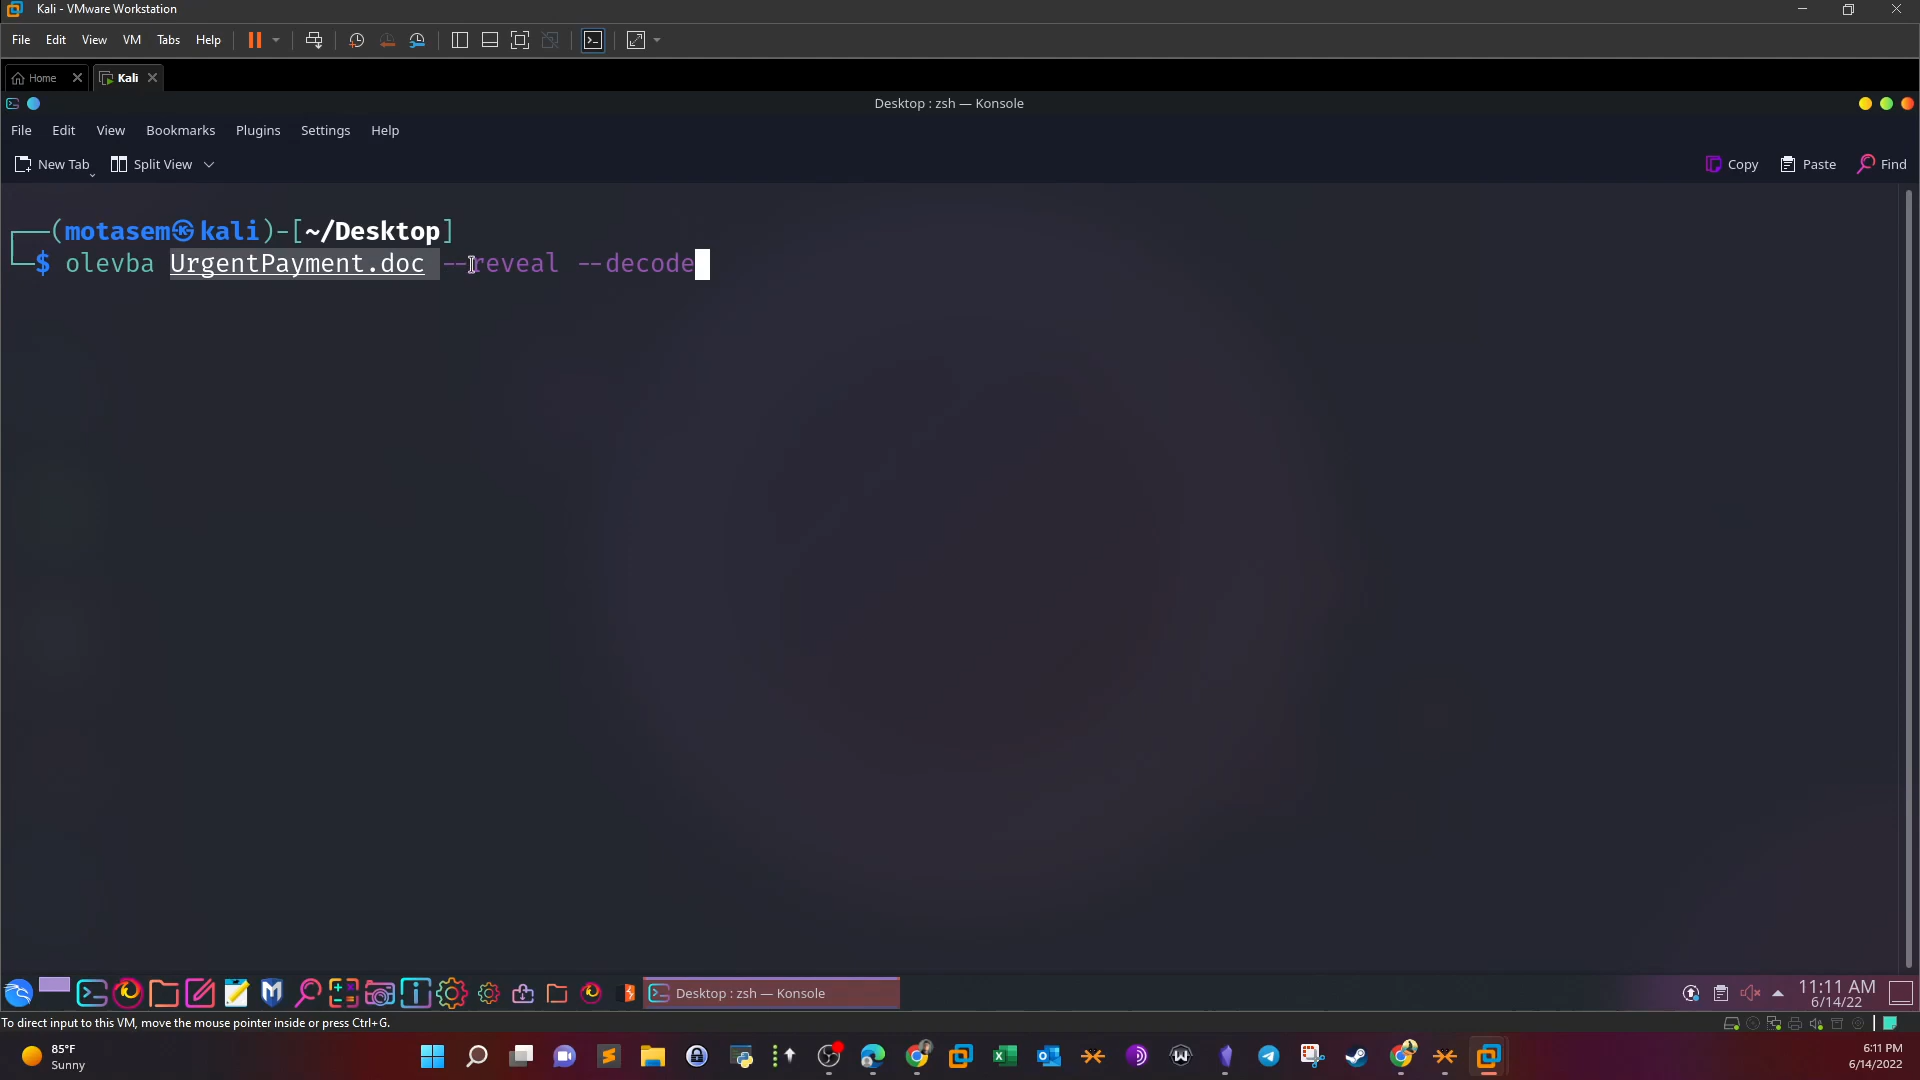 Kali - VMware Workstation
File Edit View VM Tabs Help
Home Kali
Desktop : zsh — Konsole
File Edit View Bookmarks Plugins Settings Help
New Tab Split View Copy Paste Find
(motasem㉿kali)-[~/Desktop]
$ olevba UrgentPayment.doc --reveal --decode
Desktop : zsh — Konsole
11:11 AM
6/14/22
To direct input to this VM, move the mouse pointer inside or press Ctrl+G.
85°F
Sunny
6:11 PM
6/14/2022